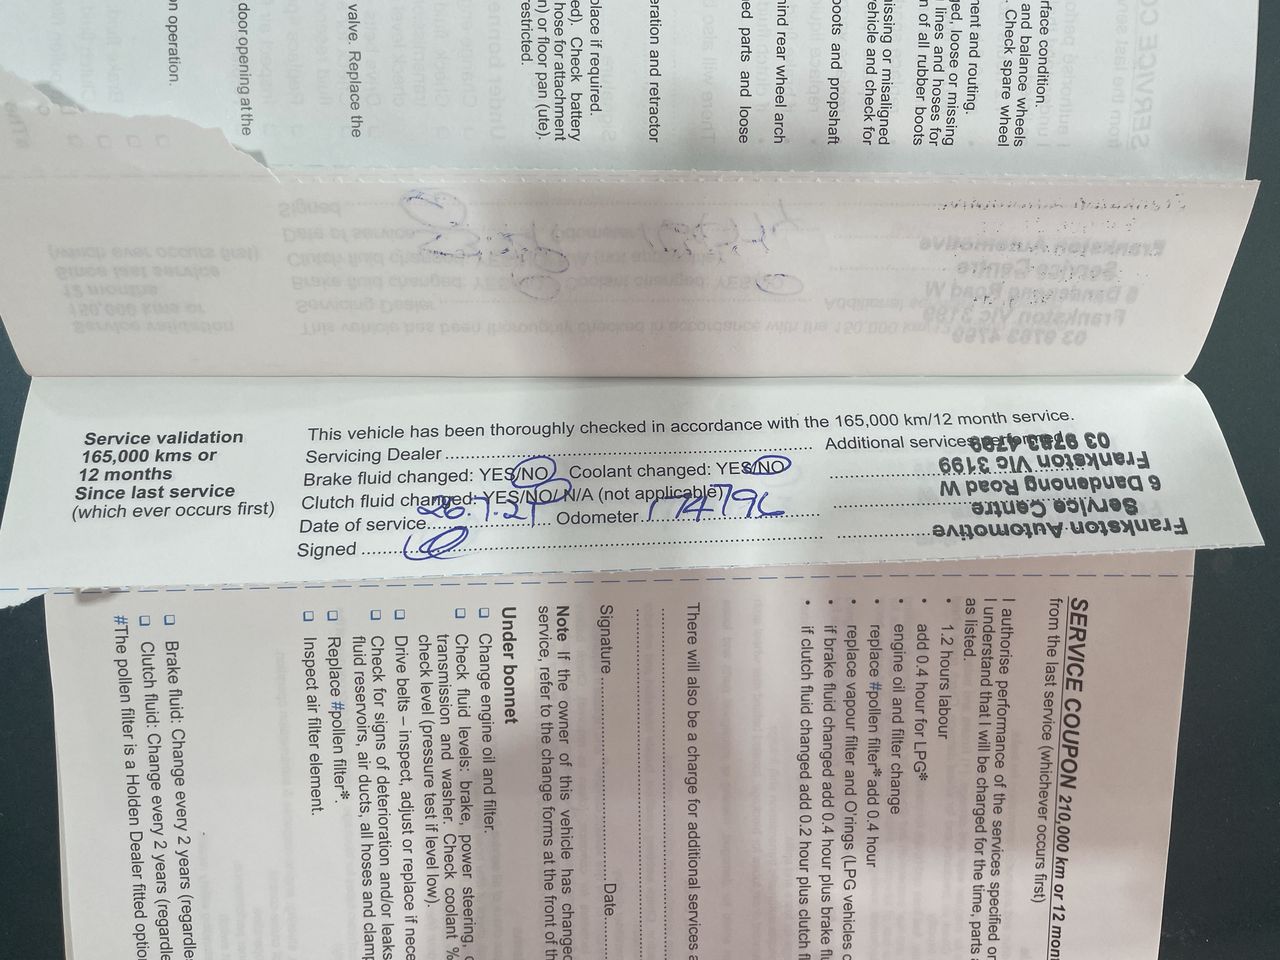 on operation.
door opening at the
valve. Replace the
place if required.
ed). Check battery
hose for attachment
n) or floor pan (ute).
restricted.
eration and retractor
hind rear wheel arch
ed parts and loose
boots and propshaft
issing or misaligned
vehicle and check for
ment and routing.
ged, loose or missing
lines and hoses for
n of all rubber boots
rface condition.
and balance wheels
Check spare wheel
Service validation
165,000 kms or
12 months
Since last service
(which ever occurs first)
This vehicle has been thoroughly checked in accordance with the 165,000 km/12 month service.
Servicing Dealer
Additional services performed
Brake fluid changed: YES/NO Coolant changed: YES/NO
Clutch fluid changed: YES/NO/ N/A (not applicable)
Date of service 26.7.21 Odometer 174796
Signed
Frankston Automotive
Service Centre
6 Dandenong Road W
Frankston Vic 3199
03 9783 4799
SERVICE COUPON 210,000 km or 12 mon
from the last service (whichever occurs first)
I authorise performance of the services specified or
I understand that I will be charged for the time, parts
as listed.
• 1.2 hours labour
• add 0.4 hour for LPG*
• engine oil and filter change
• replace #pollen filter* add 0.4 hour
• replace vapour filter and O'rings (LPG vehicles
• if brake fluid changed add 0.4 hour plus brake fl
• if clutch fluid changed add 0.2 hour plus clutch fl
There will also be a charge for additional services
Signature Date
Note If the owner of this vehicle has changed
service, refer to the change forms at the front of th
Under bonnet
Change engine oil and filter.
Check fluid levels: brake, power steering,
transmission and washer. Check coolant %
check level (pressure test if level low).
Drive belts – inspect, adjust or replace if nece
Check for signs of deterioration and/or leaks
fluid reservoirs, air ducts, all hoses and clamp
Replace #pollen filter*.
Inspect air filter element.
Brake fluid: Change every 2 years (regardle
Clutch fluid: Change every 2 years (regardle
#The pollen filter is a Holden Dealer fitted optio